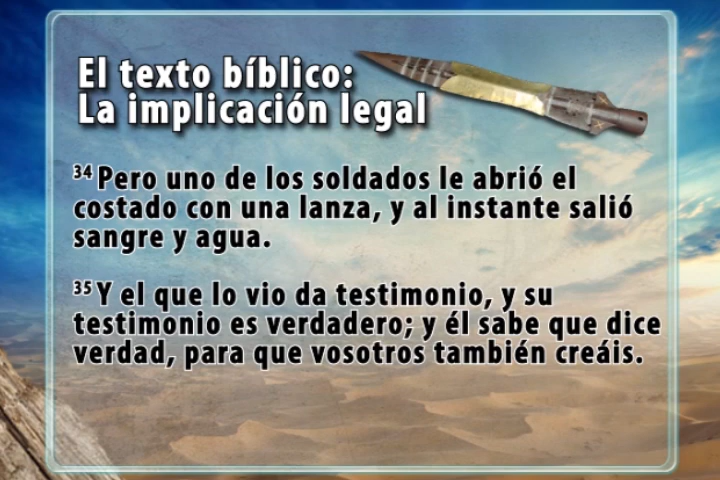 El texto bíblico:
La implicación legal
34 Pero uno de los soldados le abrió el
costado con una lanza, y al instante salió
sangre y agua.
35 Y el que lo vio da testimonio, y su
testimonio es verdadero; y él sabe que dice
verdad, para que vosotros también creáis.